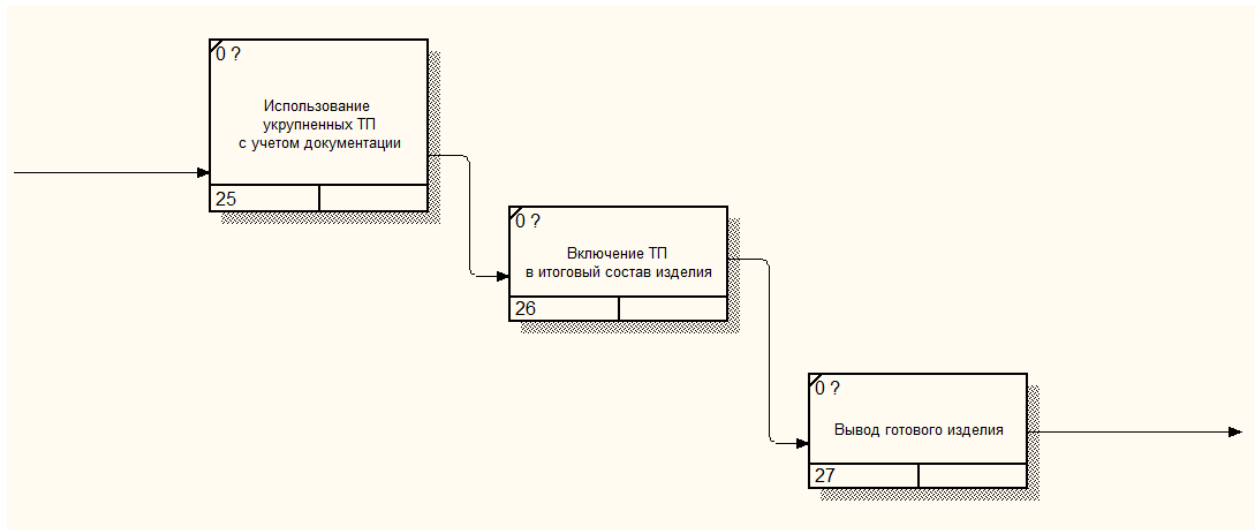 0 ?
Использование
укрупненных ТП
с учетом документации
25
0 ?
Включение ТП
в итоговый состав изделия
26
0 ?
Вывод готового изделия
27